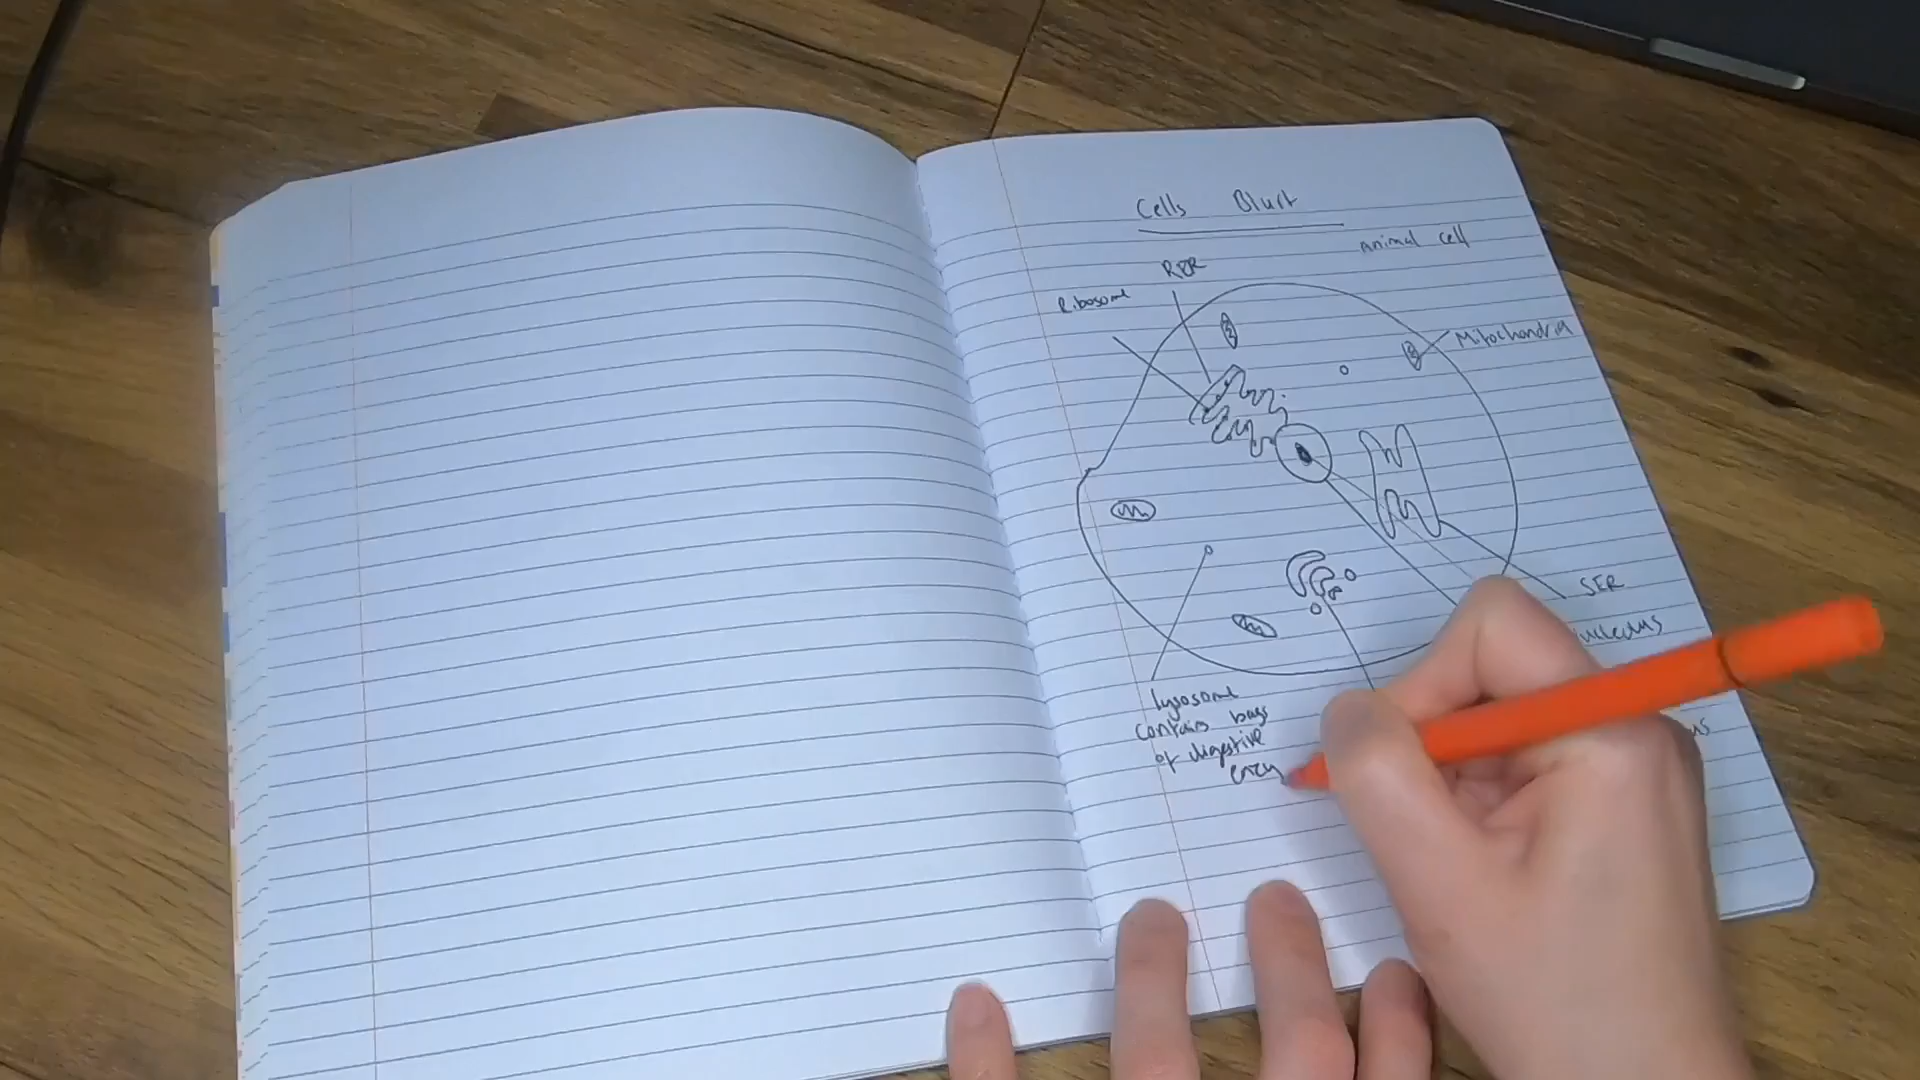 Cells Blurt
animal cell
RER
Ribosome
Mitochondria
SER
lysosome
contains bags
of digestive
enzy